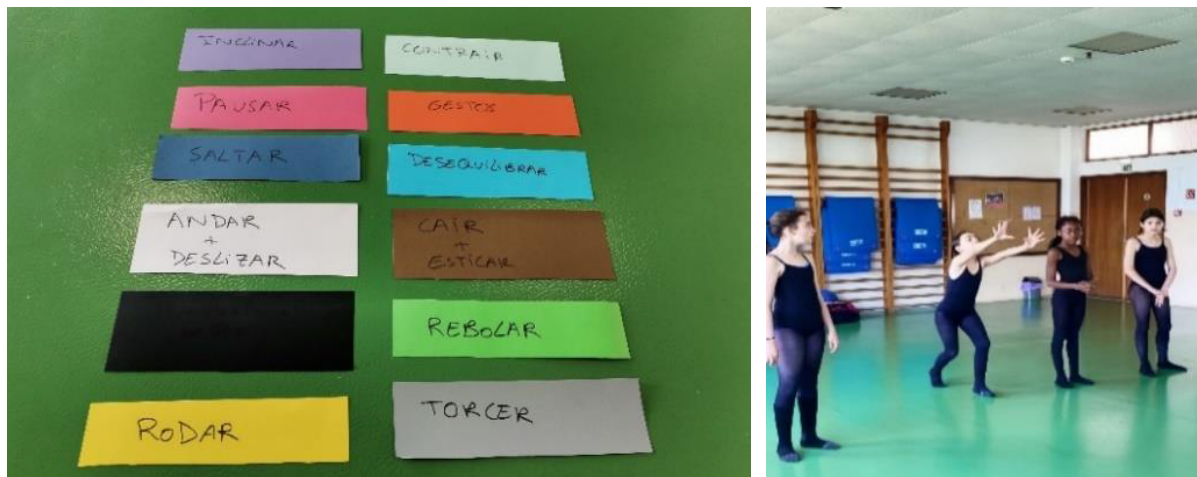 INCLINAR
CONTRAIR
PAUSAR
GESTOS
SALTAR
DESEQUILIBRAR
ANDAR
+
DESLIZAR
CAIR
+
ESTICAR
REBOLAR
RODAR
TORCER